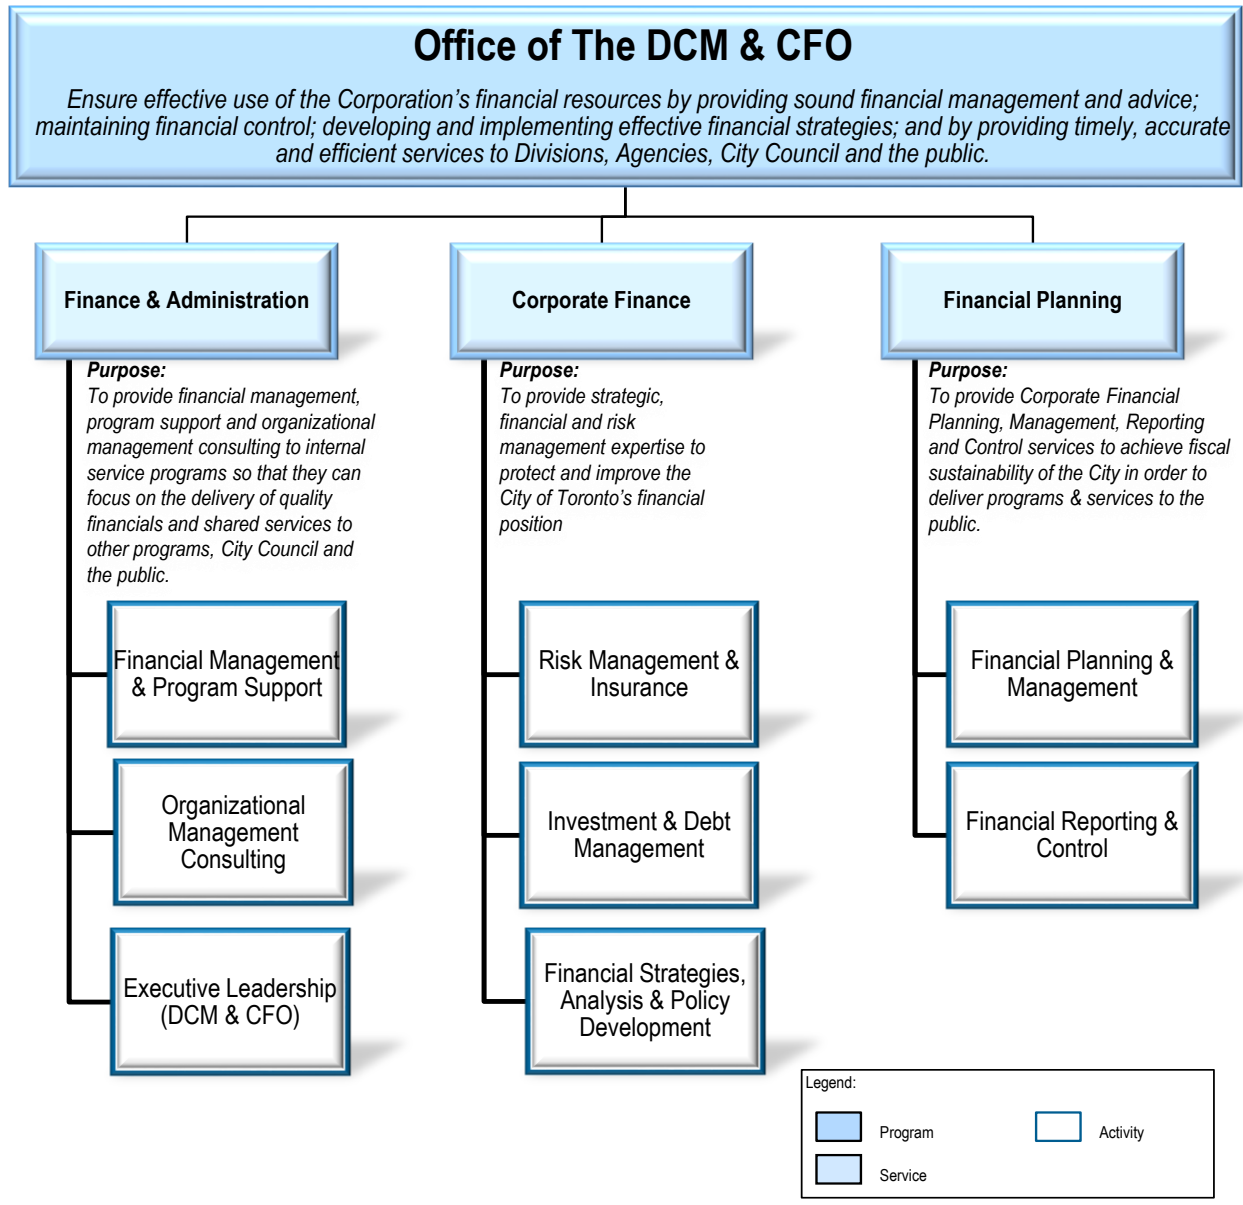 Office of The DCM & CFO
Ensure effective use of the Corporation's financial resources by providing sound financial management and advice;
maintaining financial control; developing and implementing effective financial strategies; and by providing timely, accurate
and efficient services to Divisions, Agencies, City Council and the public.
Finance & Administration
Purpose:
To provide financial management,
program support and organizational
management consulting to internal
service programs so that they can
focus on the delivery of quality
financials and shared services to
other programs, City Council and
the public.
Financial Management
& Program Support
Organizational
Management
Consulting
Executive Leadership
(DCM & CFO)
Corporate Finance
Purpose:
To provide strategic,
financial and risk
management expertise to
protect and improve the
City of Toronto's financial
position
Risk Management &
Insurance
Investment & Debt
Management
Financial Strategies,
Analysis & Policy
Development
Financial Planning
Purpose:
To provide Corporate Financial
Planning, Management, Reporting
and Control services to achieve fiscal
sustainability of the City in order to
deliver programs & services to the
public.
Financial Planning &
Management
Financial Reporting &
Control
Legend:
Program
Activity
Service